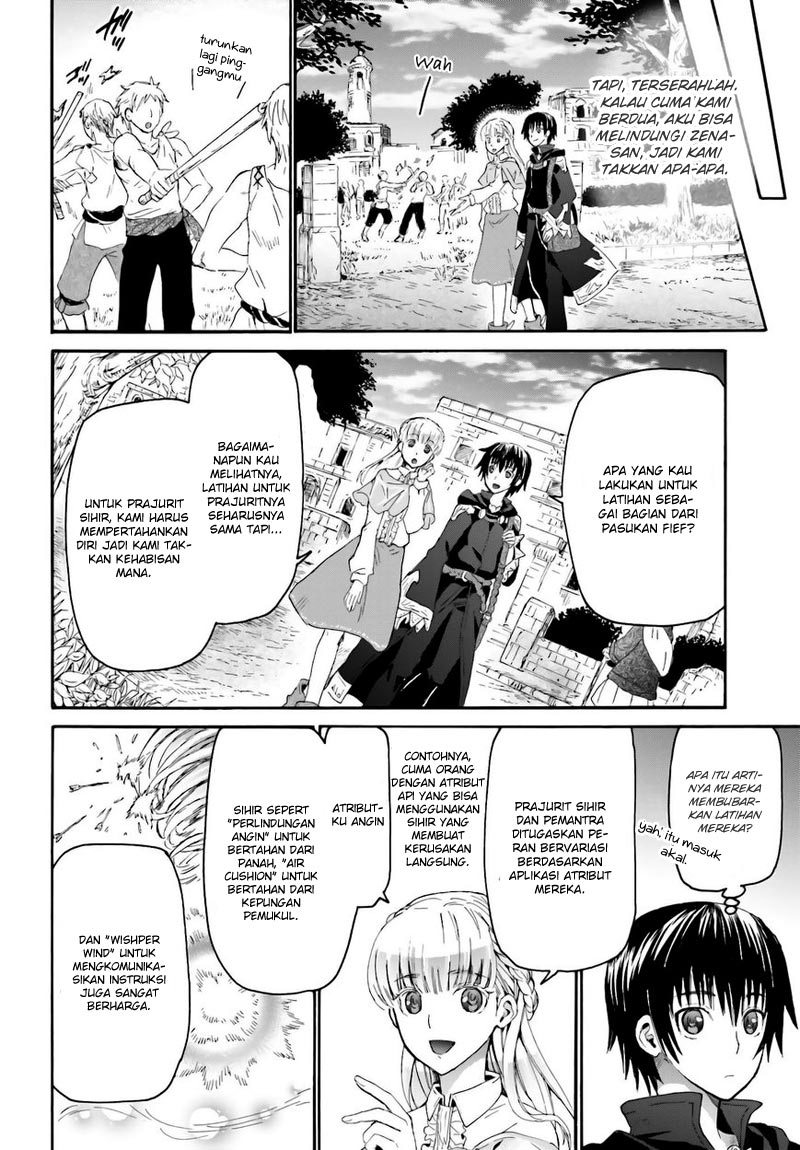 TAPI, TERSERAHLAH.
KALAU CUMA KAMI
BERDUA, AKU BISA
MELINDUNGI ZENA-
SAN, JADI KAMI
TAKKAN APA-APA.
Wah
turunkan
lagi ping-
gangmu
APA YANG KAU
LAKUKAN UNTUK
LATIHAN SEBA-
GAI BAGIAN DARI
PASUKAN FIEF?
BAGAIMA-
NAPUN KAU
MELIHATNYA,
LATIHAN UNTUK
PRAJURITNYA
SEHARUSNYA
SAMA TAPI...
UNTUK PRAJURIT
SIHIR, KAMI HARUS
MEMPERTAHANKAN
DIRI JADI KAMI TAK-
KAN KEHABISAN
MANA.
APA ITU ARTI-
NYA MEREKA
MEMBUBAR-
KAN LATIHAN
MEREKA?
yah, itu masuk
akal.
PRAJURIT SIHIR
DAN PEMANTRA
DITUGASKAN PE-
RAN BERVARIASI
BERDASARKAN
APLIKASI ATRIBUT
MEREKA.
CONTOHNYA,
CUMA ORANG
DENGAN ATRIBUT
API YANG BISA
MENGGUNAKAN
SIHIR YANG
MEMBUAT
KERUSAKAN
LANGSUNG.
ATRIBUT-
KU ANGIN
SIHIR SEPERT
"PERLINDUNGAN
ANGIN" UNTUK
BERTAHAN DARI
PANAH, "AIR
CUSHION" UNTUK
BERTAHAN DARI
KEPUNGAN
PEMUKUL.
DAN "WISHPER
WIND" UNTUK
MENGKOMUNIKA-
SIKAN INSTRUKSI
JUGA SANGAT
BERHARGA.